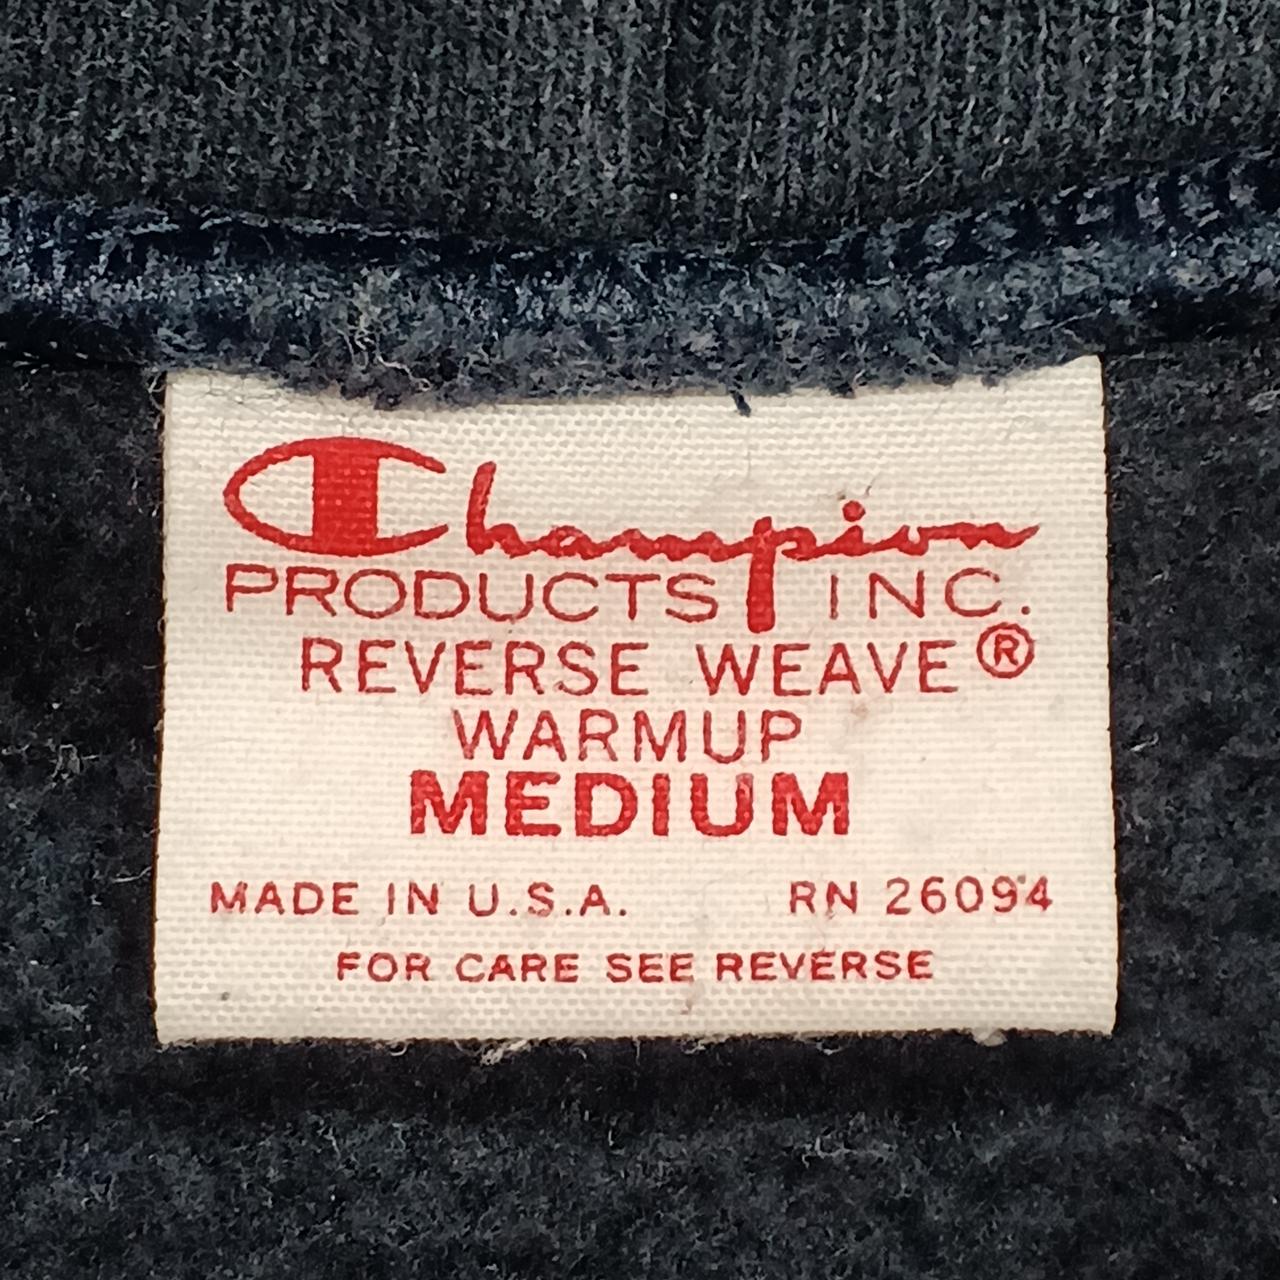 Champion
PRODUCTS INC.
REVERSE WEAVE®
WARMUP
MEDIUM
MADE IN U.S.A. RN 26094
FOR CARE SEE REVERSE